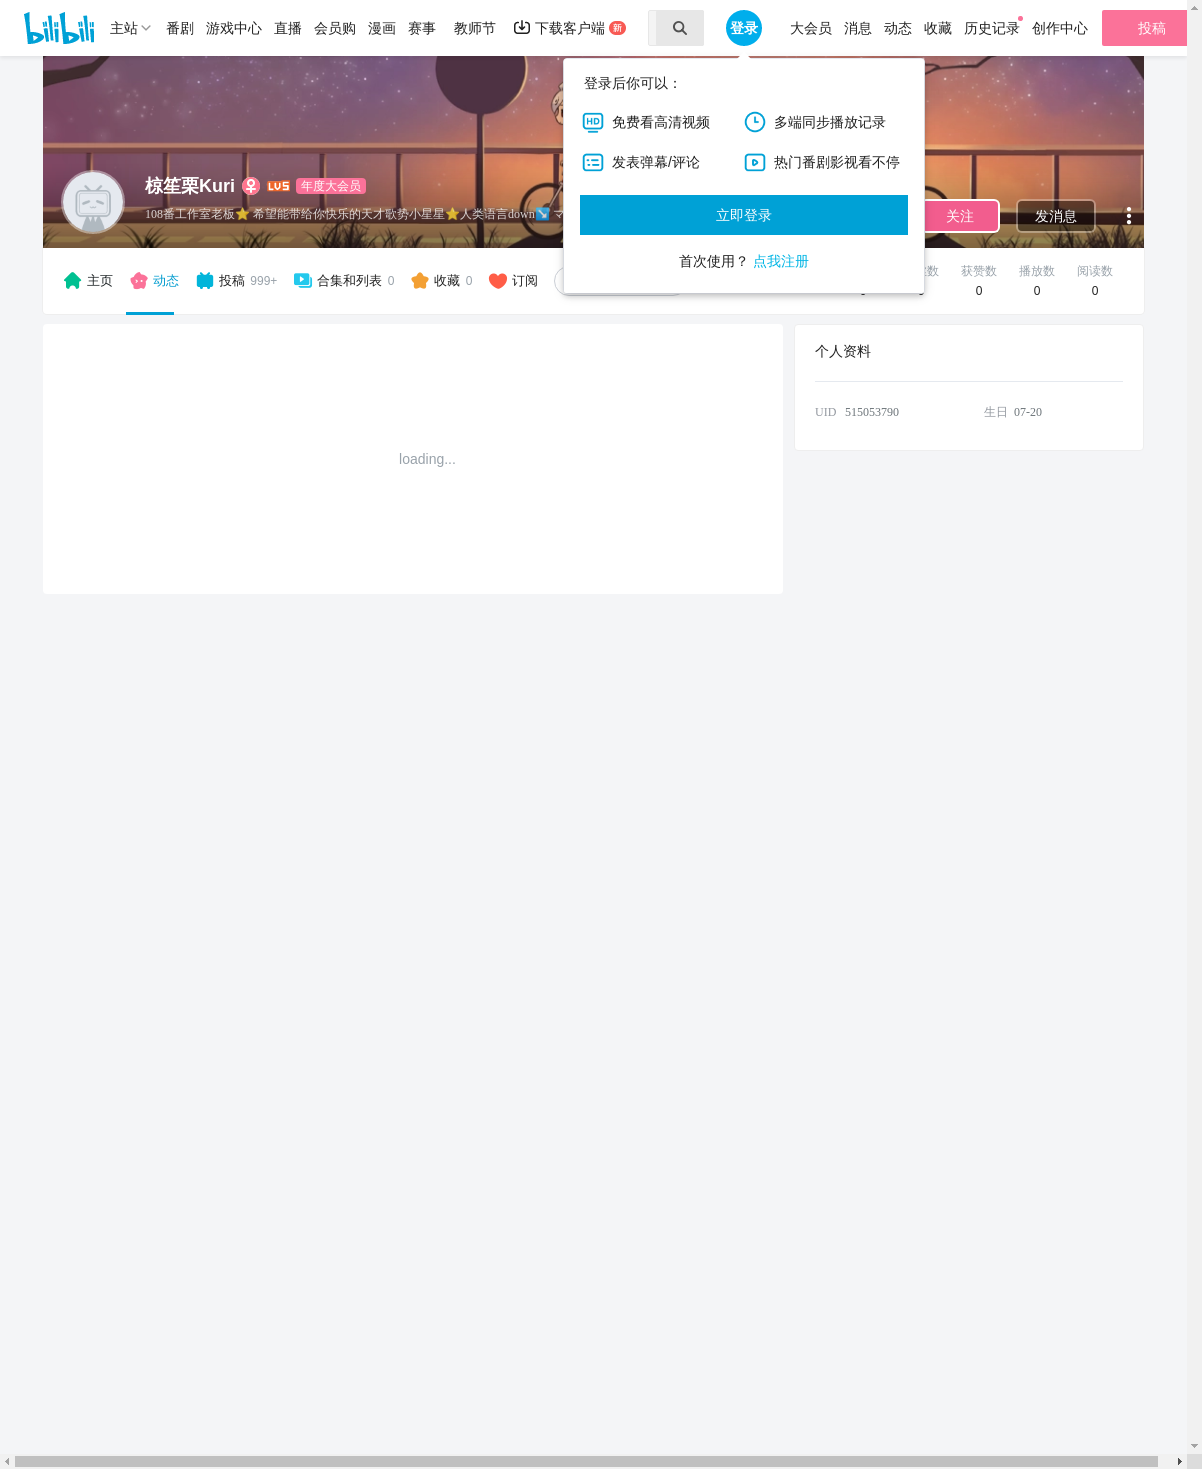 bilibili 主站 番剧 游戏中心 直播 会员购 漫画 赛事 教师节 下载客户端 新 登录 大会员 消息 动态 收藏 历史记录 创作中心 投稿
登录后你可以：
HD 免费看高清视频 多端同步播放记录
发表弹幕/评论 热门番剧影视看不停
立即登录
首次使用？ 点我注册
椋笙栗Kuri LV5 年度大会员
108番工作室老板⭐ 希望能带给你快乐的天才歌势小星星⭐人类语言down↘️
关注 发消息
主页 动态 投稿 999+ 合集和列表 0 收藏 0 订阅
数 获赞数 播放数 阅读数
0 0 0
loading...
个人资料
UID 515053790 生日 07-20